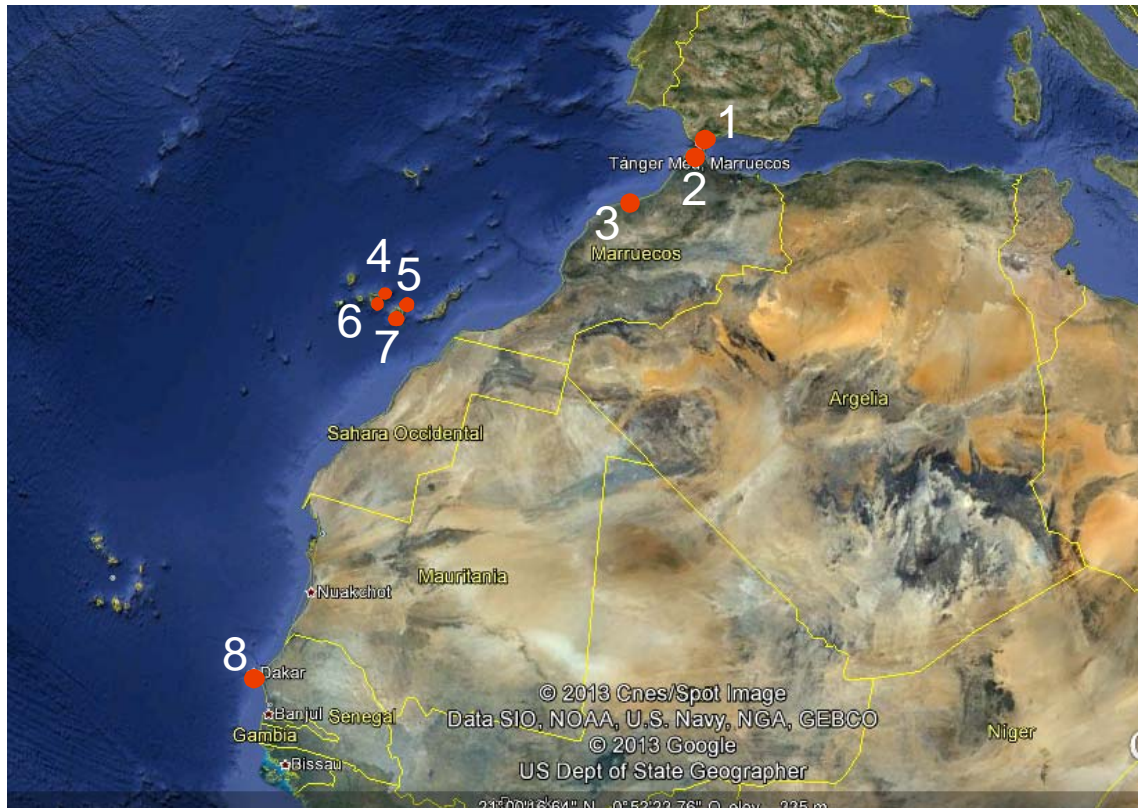 1
Tánger Med, Marruecos
2
3
Marruecos
4
5
6
7
Argelia
Sahara Occidental
Mauritania
Nuakchot
8
Dakar
Banjul
Senegal
Gambia
Bissau
Níger
© 2013 Cnes/Spot Image
Data SIO, NOAA, U.S. Navy, NGA, GEBCO
© 2013 Google
US Dept of State Geographer